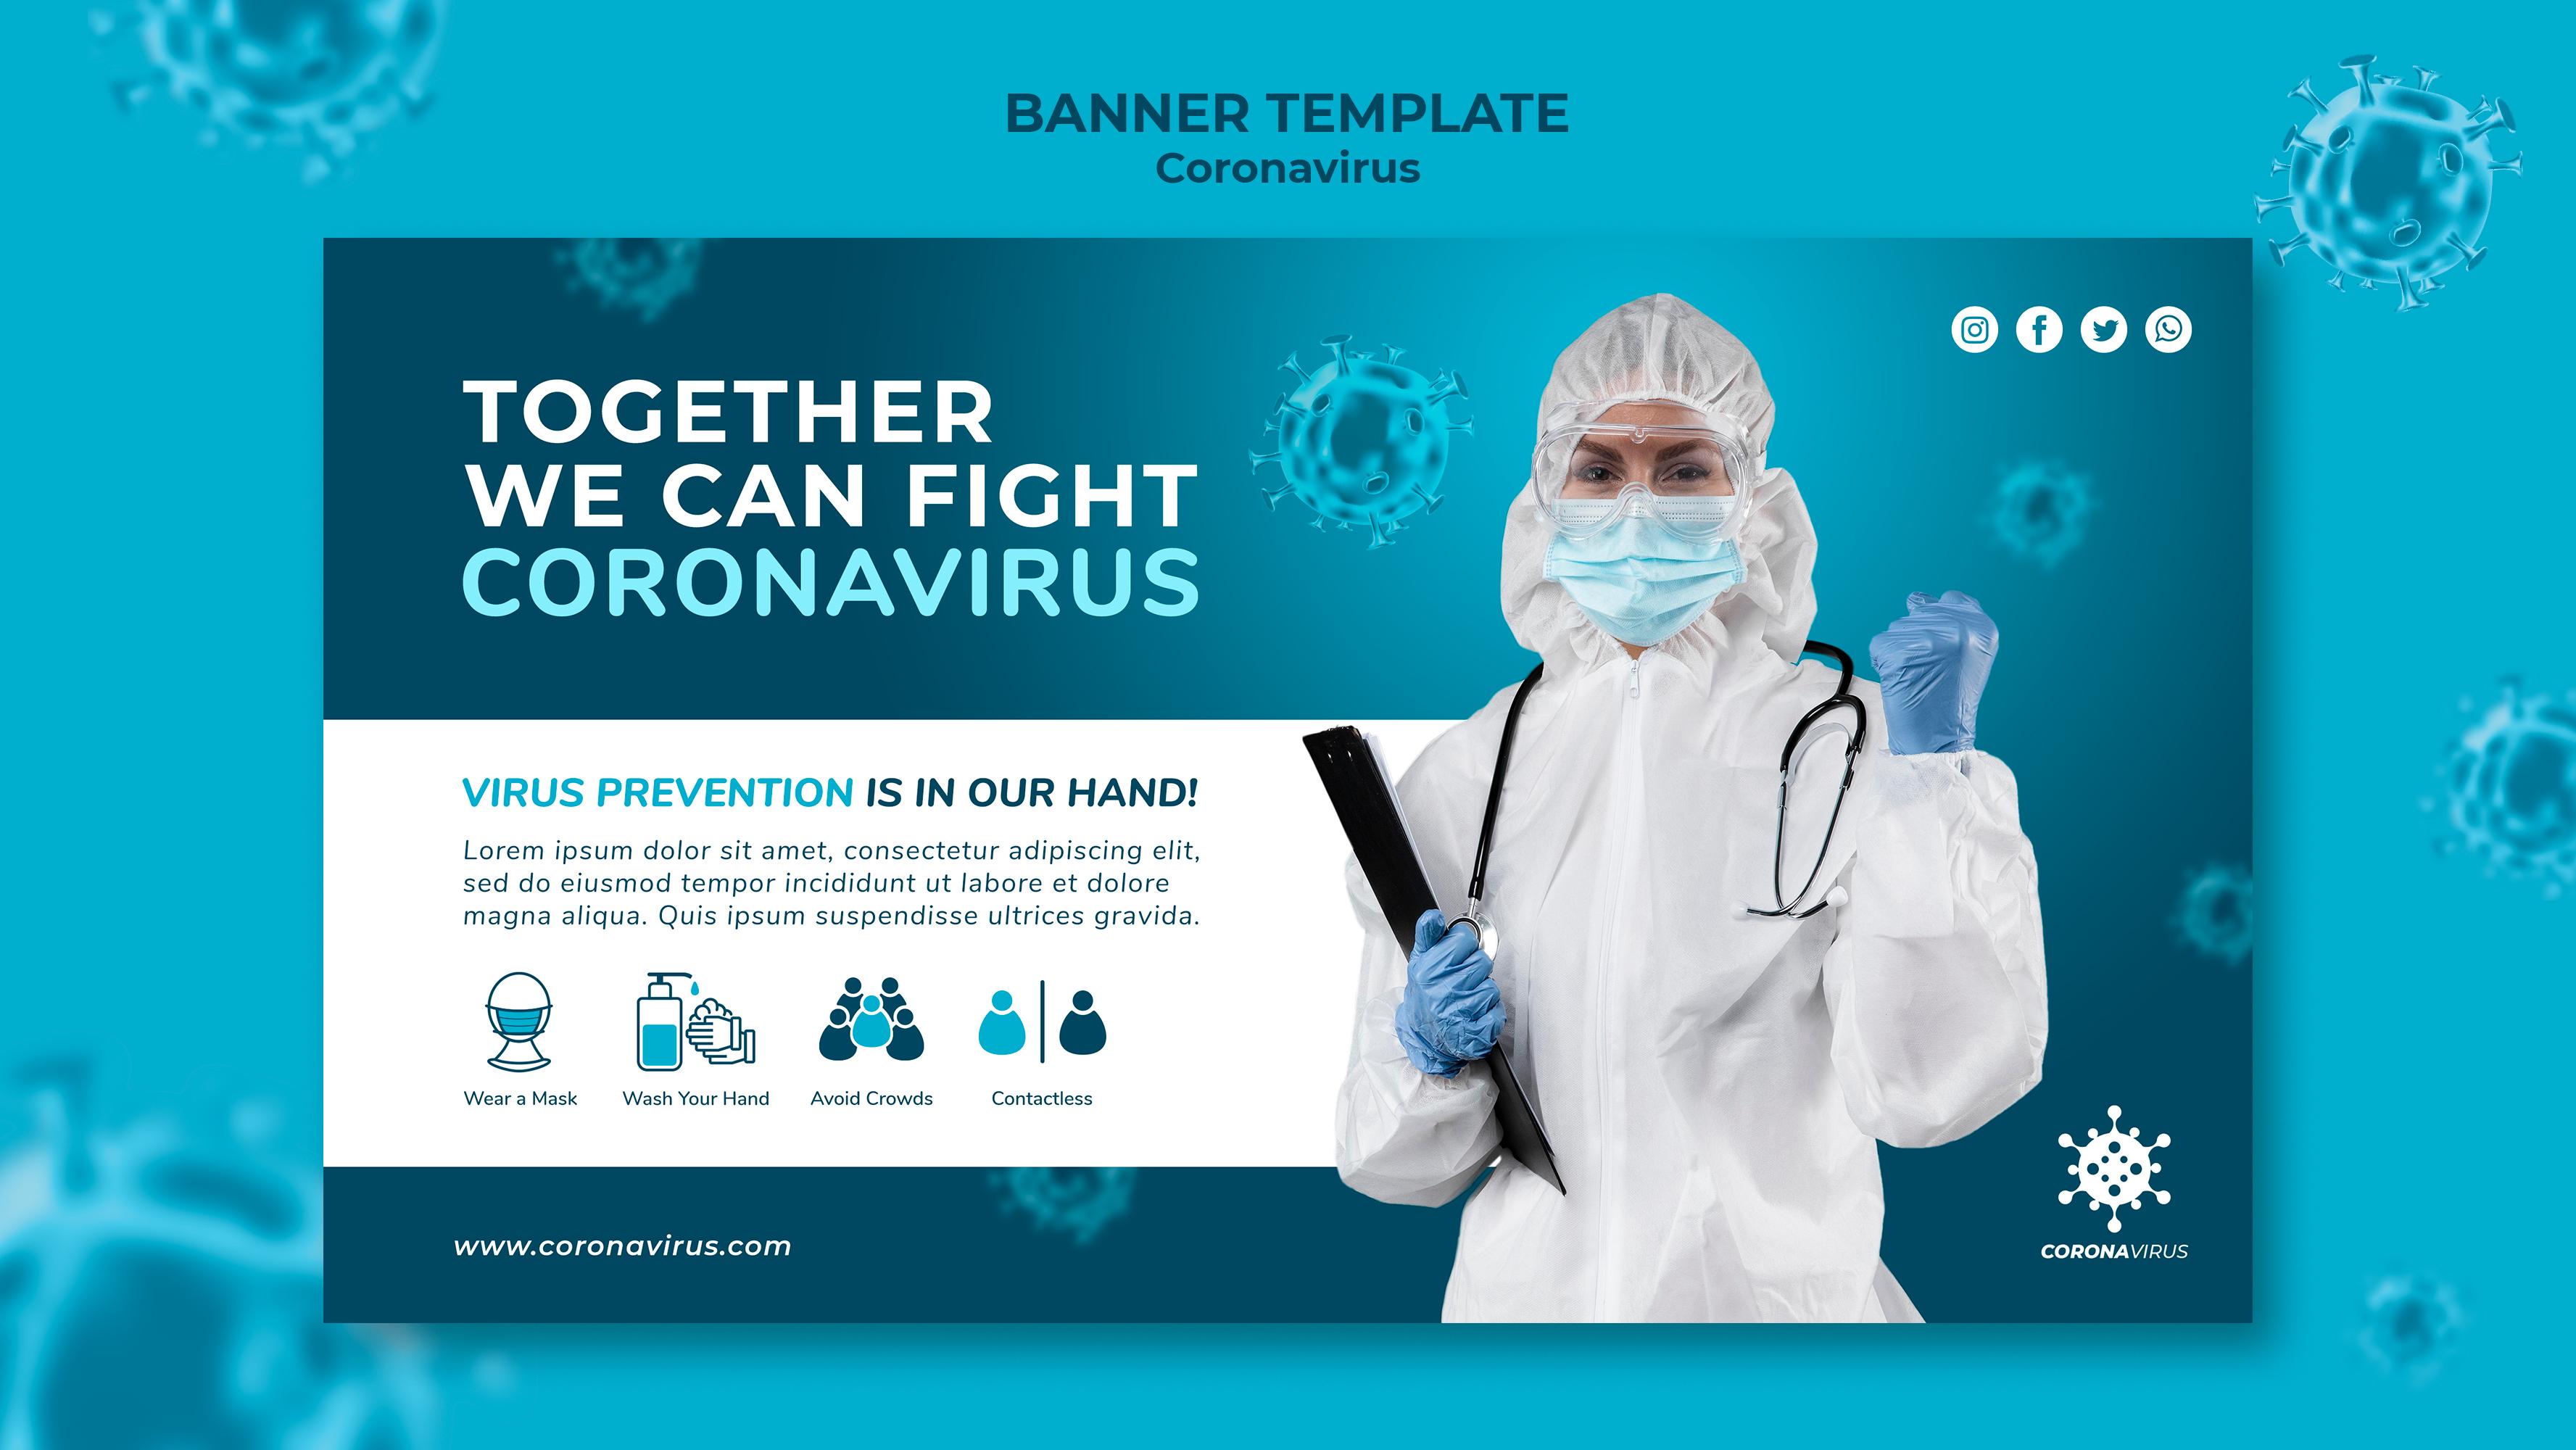 BANNER TEMPLATE
Coronavirus
TOGETHER
WE CAN FIGHT
CORONAVIRUS
VIRUS PREVENTION IS IN OUR HAND!
Lorem ipsum dolor sit amet, consectetur adipiscing elit,
sed do eiusmod tempor incididunt ut labore et dolore
magna aliqua. Quis ipsum suspendisse ultrices gravida.
Wear a Mask
Wash Your Hand
Avoid Crowds
Contactless
www.coronavirus.com
CORONAVIRUS